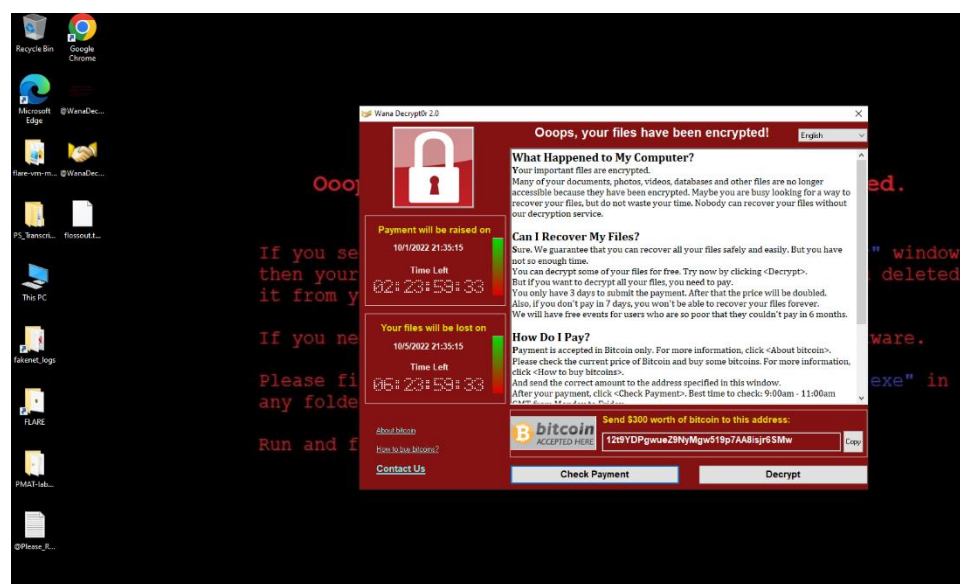 Recycle Bin
Google
Chrome
Microsoft
Edge
@WanaDec...
flare-vm-m...
@WanaDec...
PS_Transcri...
flossout.t...
This PC
fakenet_logs
FLARE
PMAT-lab...
@Please_R...
Wana Decrypt0r 2.0
Ooops, your files have been encrypted!
English
Payment will be raised on
10/1/2022 21:35:15
Time Left
02:23:59:33
Your files will be lost on
10/5/2022 21:35:15
Time Left
06:23:59:33
About bitcoin
How to buy bitcoins?
Contact Us
What Happened to My Computer?
Your important files are encrypted.
Many of your documents, photos, videos, databases and other files are no longer
accessible because they have been encrypted. Maybe you are busy looking for a way to
recover your files, but do not waste your time. Nobody can recover your files without
our decryption service.
Can I Recover My Files?
Sure. We guarantee that you can recover all your files safely and easily. But you have
not so enough time.
You can decrypt some of your files for free. Try now by clicking <Decrypt>.
But if you want to decrypt all your files, you need to pay.
You only have 3 days to submit the payment. After that the price will be doubled.
Also, if you don't pay in 7 days, you won't be able to recover your files forever.
We will have free events for users who are so poor that they couldn't pay in 6 months.
How Do I Pay?
Payment is accepted in Bitcoin only. For more information, click <About bitcoin>.
Please check the current price of Bitcoin and buy some bitcoins. For more information,
click <How to buy bitcoins>.
And send the correct amount to the address specified in this window.
After your payment, click <Check Payment>. Best time to check: 9:00am - 11:00am
GMT from Monday to Friday.
bitcoin
ACCEPTED HERE
Send $300 worth of bitcoin to this address:
12t9YDPgwueZ9NyMgw519p7AA8isjr6SMw
Copy
Check Payment
Decrypt
Ooo
ed.
If you se
" window
then your
deleted
it from y
If you ne
ware.
Please fi
exe" in
any folde
Run and f